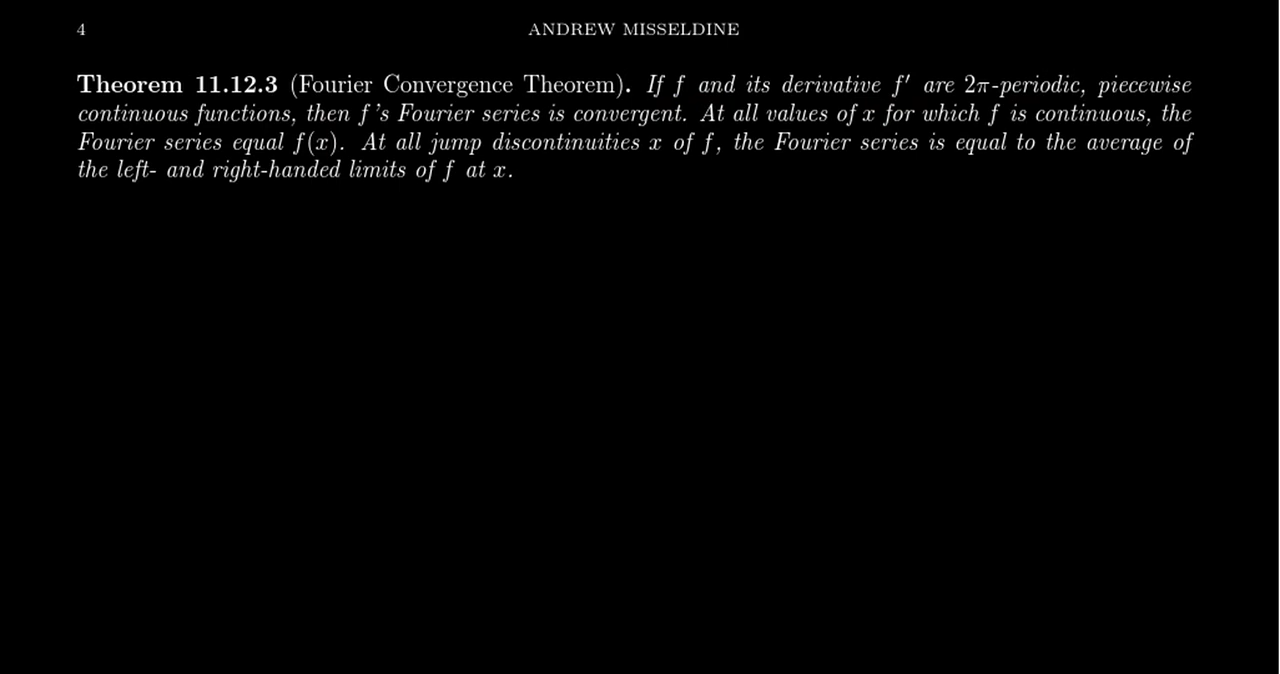 4 ANDREW MISSELDINE
Theorem 11.12.3 (Fourier Convergence Theorem). If f and its derivative f′ are 2π-periodic, piecewise
continuous functions, then f's Fourier series is convergent. At all values of x for which f is continuous, the
Fourier series equal f(x). At all jump discontinuities x of f, the Fourier series is equal to the average of
the left- and right-handed limits of f at x.